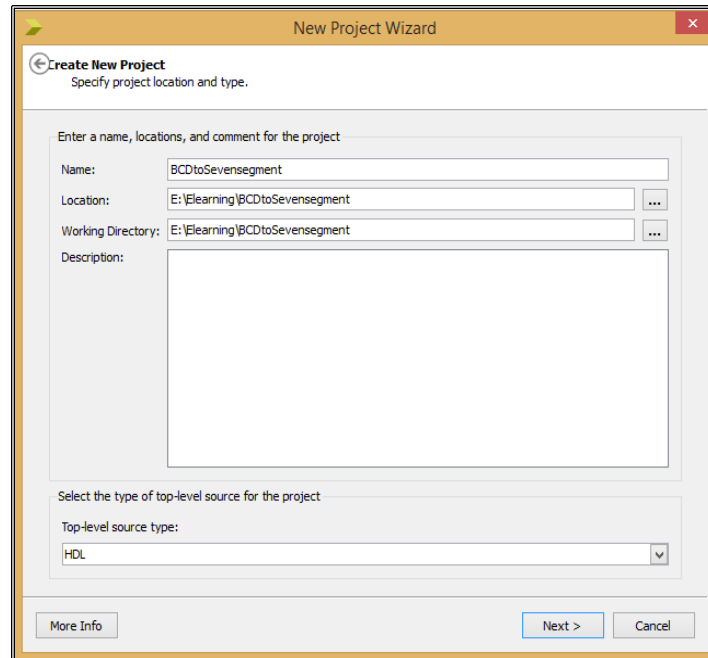 New Project Wizard
Create New Project
Specify project location and type.
Enter a name, locations, and comment for the project
Name: BCDtoSevensegment
Location: E:\Elearning\BCDtoSevensegment ...
Working Directory: E:\Elearning\BCDtoSevensegment ...
Description:
Select the type of top-level source for the project
Top-level source type:
HDL
More Info Next > Cancel